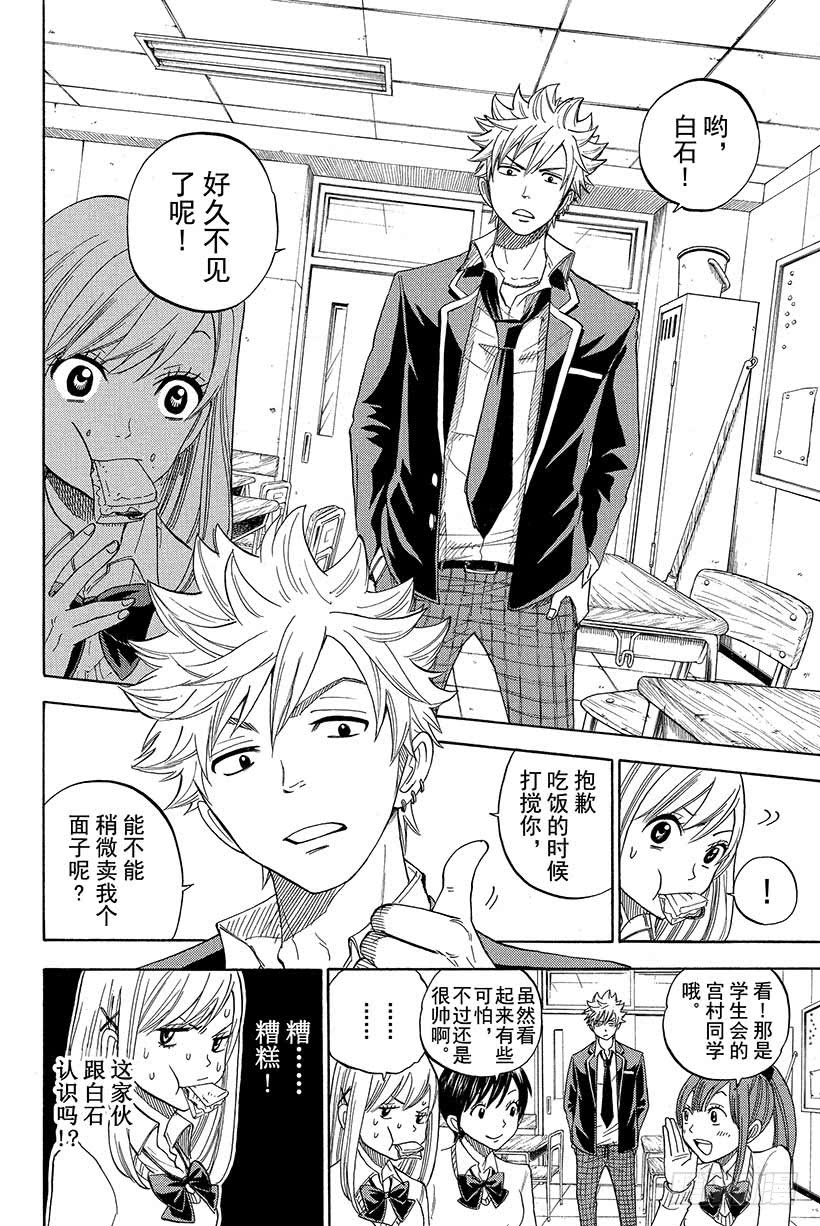 哟，
白石！
好久不见
了呢！
！
抱歉
吃饭的时候
打搅你，
能不能
稍微卖我个
面子呢？
看！那是
学生会的
宫村同学
哦。
虽然看
起来有些
可怕，
不过还是
很帅啊。
……
糟……
糟糕！
这家伙
跟白石
认识吗
!?